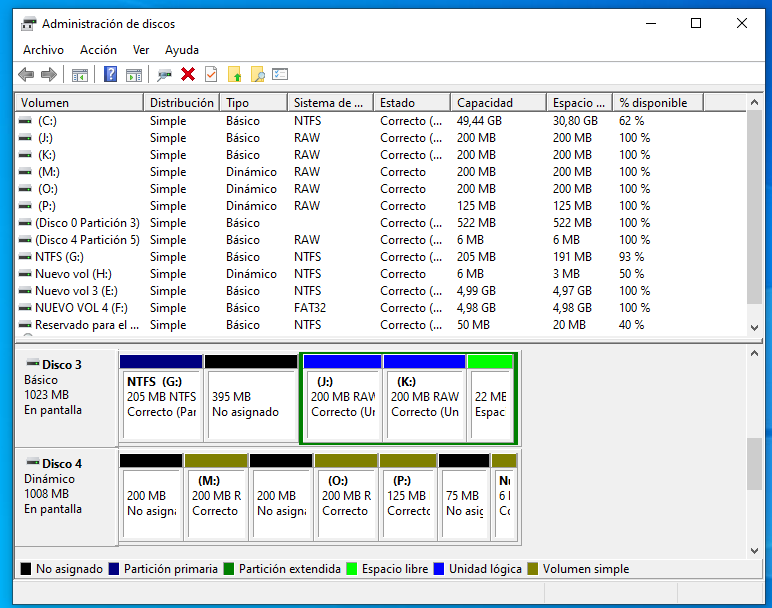 Administración de discos
Archivo Acción Ver Ayuda
Volumen Distribución Tipo Sistema de ... Estado Capacidad Espacio ... % disponible
(C:) Simple Básico NTFS Correcto (... 49,44 GB 30,80 GB 62 %
(J:) Simple Básico RAW Correcto (... 200 MB 200 MB 100 %
(K:) Simple Básico RAW Correcto (... 200 MB 200 MB 100 %
(M:) Simple Dinámico RAW Correcto 200 MB 200 MB 100 %
(O:) Simple Dinámico RAW Correcto (... 200 MB 200 MB 100 %
(P:) Simple Dinámico RAW Correcto (... 125 MB 125 MB 100 %
(Disco 0 Partición 3) Simple Básico Correcto (... 522 MB 522 MB 100 %
(Disco 4 Partición 5) Simple Básico RAW Correcto (... 6 MB 6 MB 100 %
NTFS (G:) Simple Básico NTFS Correcto (... 205 MB 191 MB 93 %
Nuevo vol (H:) Simple Dinámico NTFS Correcto 6 MB 3 MB 50 %
Nuevo vol 3 (E:) Simple Básico NTFS Correcto (... 4,99 GB 4,97 GB 100 %
NUEVO VOL 4 (F:) Simple Básico FAT32 Correcto (... 4,98 GB 4,98 GB 100 %
Reservado para el ... Simple Básico NTFS Correcto (... 50 MB 20 MB 40 %
Disco 3
Básico
1023 MB
En pantalla
NTFS (G:)
205 MB NTFS
Correcto (Par
395 MB
No asignado
(J:)
200 MB RAW
Correcto (Un
(K:)
200 MB RAW
Correcto (Un
22 ME
Espac
Disco 4
Dinámico
1008 MB
En pantalla
200 MB
No asigna
(M:)
200 MB R
Correcto
200 MB
No asigna
(O:)
200 MB R
Correcto
(P:)
125 MB
Correcto
75 MB
No asig
Nu
6 I
Co
No asignado Partición primaria Partición extendida Espacio libre Unidad lógica Volumen simple